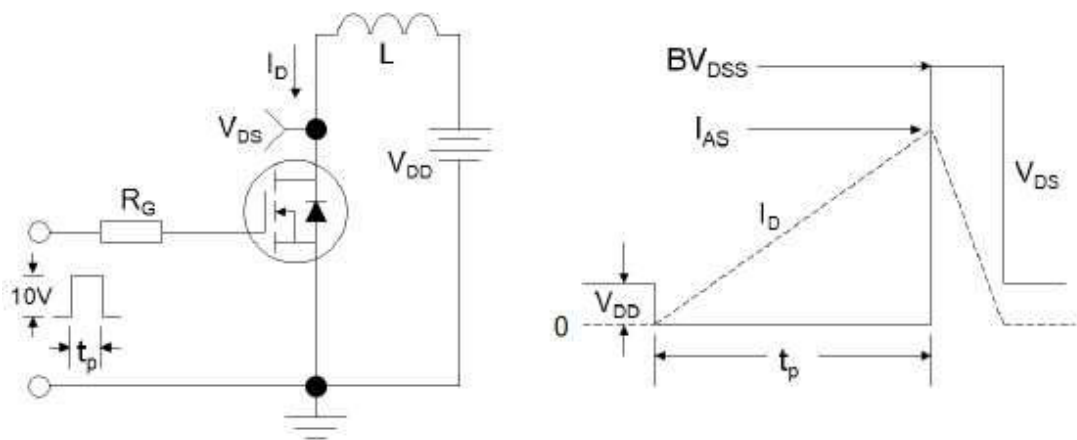 L
I_D
V_DS
V_DD
R_G
10V
t_p
BV_DSS
I_AS
V_DS
I_D
V_DD
0
t_p